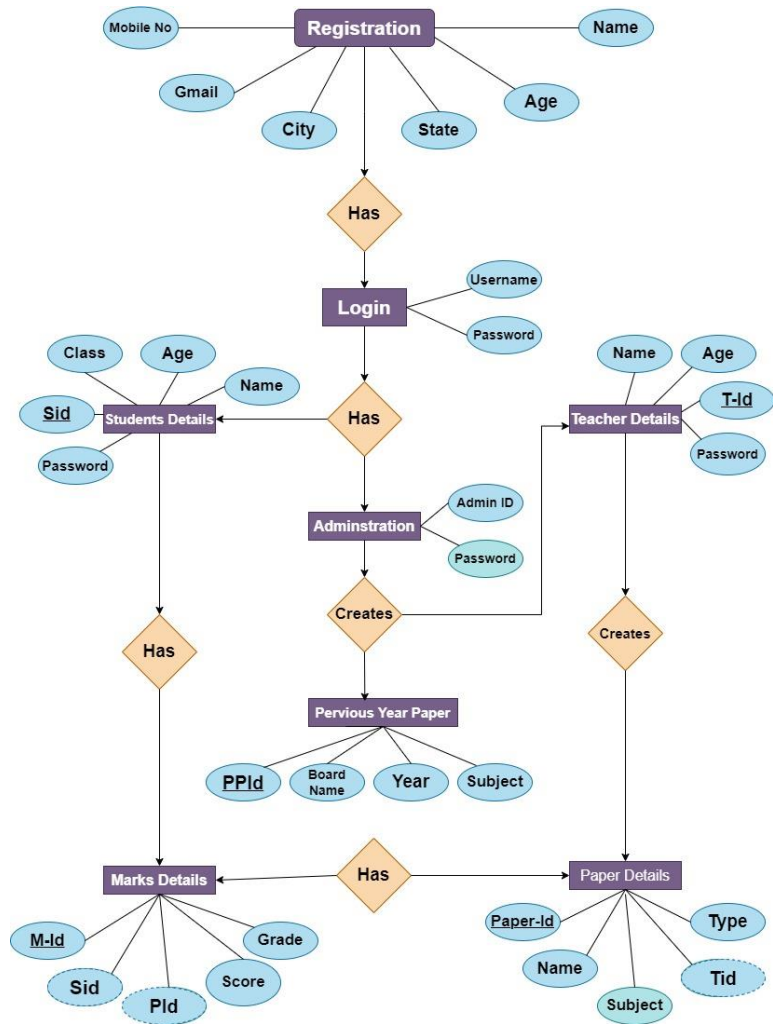 Registration
Mobile No
Name
Gmail
Age
City
State
Has
Username
Login
Password
Class
Age
Name
Sid
Students Details
Password
Has
Name
Age
T-Id
Teacher Details
Password
Admin ID
Adminstration
Password
Creates
Creates
Has
Pervious Year Paper
PPId
Board
Name
Year
Subject
Marks Details
Has
Paper Details
M-Id
Grade
Sid
PId
Score
Paper-Id
Type
Name
Tid
Subject